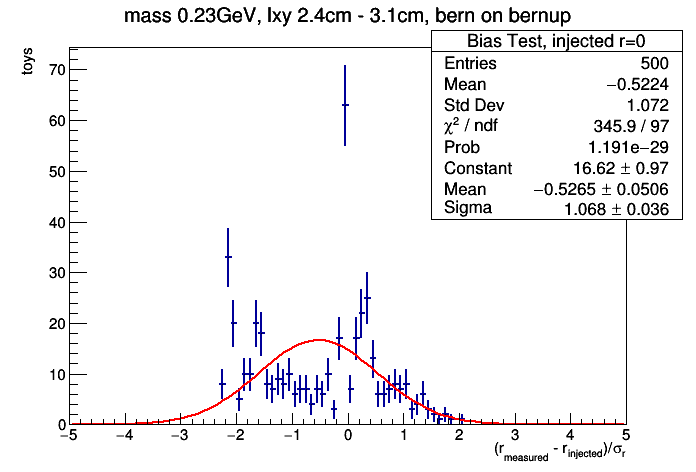 mass 0.23GeV, lxy 2.4cm - 3.1cm, bern on bernup
Bias Test, injected r=0
Entries 500
Mean −0.5224
Std Dev 1.072
χ² / ndf 345.9 / 97
Prob 1.191e−29
Constant 16.62 ± 0.97
Mean −0.5265 ± 0.0506
Sigma 1.068 ± 0.036
toys
70
60
50
40
30
20
10
0
−5 −4 −3 −2 −1 0 1 2 3 4 5
(r_measured - r_injected)/σ_r